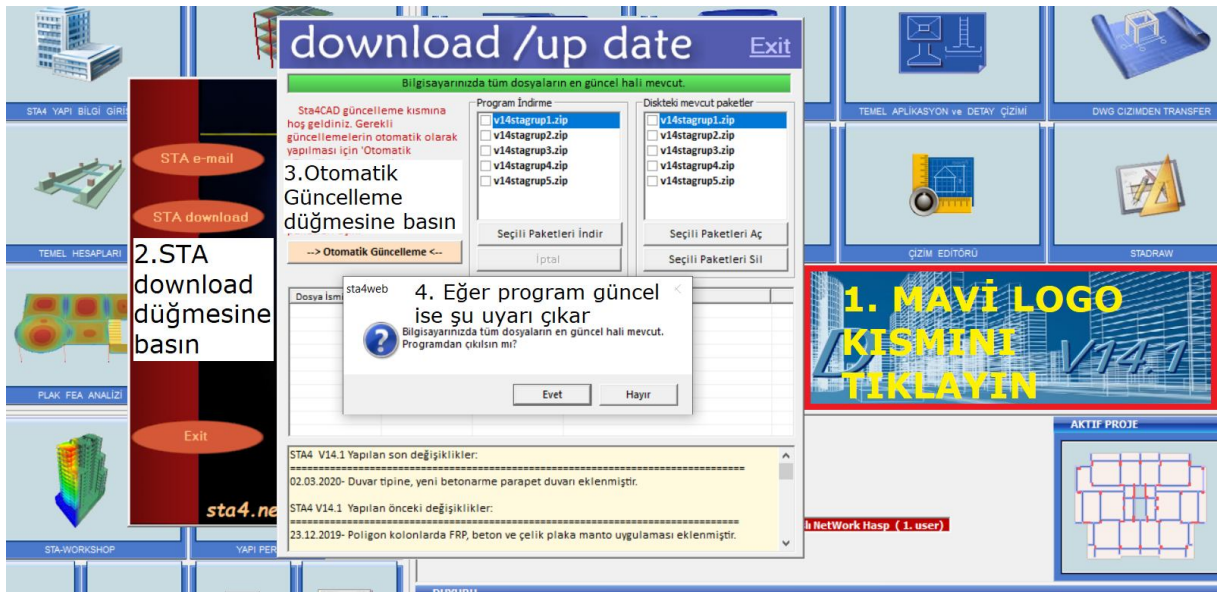 download /up date Exit
Bilgisayarınızda tüm dosyaların en güncel hali mevcut.
Sta4CAD güncelleme kısmına
hoş geldiniz. Gerekli
güncellemelerin otomatik olarak
yapılması için 'Otomatik
3.Otomatik
Güncelleme
düğmesine basın
--> Otomatik Güncelleme <--
Program İndirme
v14stagrup1.zip
v14stagrup2.zip
v14stagrup3.zip
v14stagrup4.zip
v14stagrup5.zip
Seçili Paketleri İndir
İptal
Diskteki mevcut paketler
v14stagrup1.zip
v14stagrup2.zip
v14stagrup3.zip
v14stagrup4.zip
v14stagrup5.zip
Seçili Paketleri Aç
Seçili Paketleri Sil
Dosya İsmi
sta4web
4. Eğer program güncel
ise şu uyarı çıkar
Bilgisayarınızda tüm dosyaların en güncel hali mevcut.
Programdan çıkılsın mı?
Evet
Hayır
STA4 V14.1 Yapılan son değişiklikler:
02.03.2020- Duvar tipine, yeni betonarme parapet duvarı eklenmiştir.
STA4 V14.1 Yapılan önceki değişiklikler:
23.12.2019- Poligon kolonlarda FRP, beton ve çelik plaka manto uygulaması eklenmiştir.
STA e-mail
STA download
2.STA
download
düğmesine
basın
Exit
sta4.ne
STA4 YAPI BİLGİ GİRİ
TEMEL HESAPLARI
PLAK FEA ANALİZİ
STA-WORKSHOP
YAPI PER
TEMEL APLİKASYON ve DETAY ÇİZİMİ
DWG CIZIMDEN TRANSFER
ÇİZİM EDİTÖRÜ
STADRAW
1. MAVİ LOGO
KISMINI
TIKLAYIN
V14.1
AKTIF PROJE
NetWork Hasp ( 1. user)
DUYURU